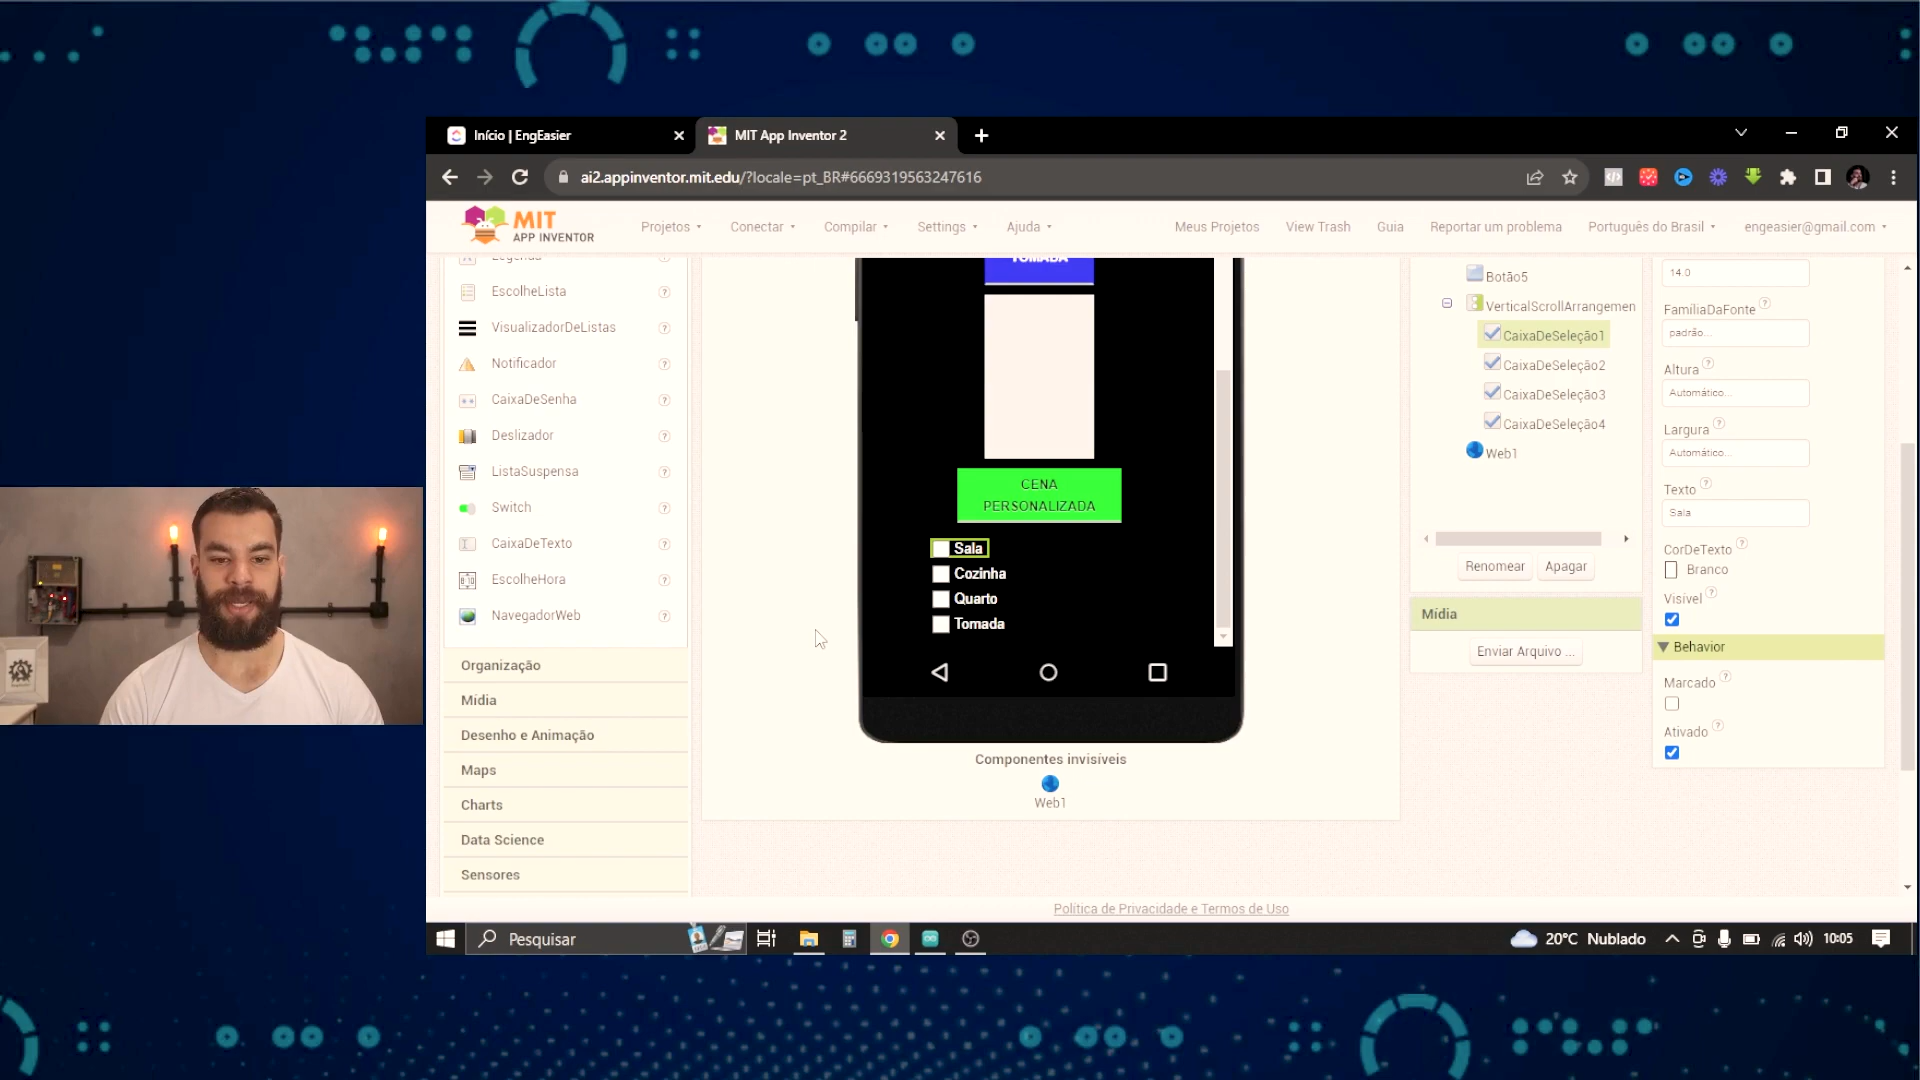 Início | EngEasier
MIT App Inventor 2
ai2.appinventor.mit.edu/?locale=pt_BR#6669319563247616
MIT
APP INVENTOR
Projetos
Conectar
Compilar
Settings
Ajuda
Meus Projetos
View Trash
Guia
Reportar um problema
Português do Brasil
engeasier@gmail.com
Legenda
EscolheLista
VisualizadorDeListas
Notificador
CaixaDeSenha
Deslizador
ListaSuspensa
Switch
CaixaDeTexto
EscolheHora
NavegadorWeb
Organização
Mídia
Desenho e Animação
Maps
Charts
Data Science
Sensores
TOMADA
CENA
PERSONALIZADA
Sala
Cozinha
Quarto
Tomada
Componentes invisíveis
Web1
Botão5
VerticalScrollArrangemen
CaixaDeSeleção1
CaixaDeSeleção2
CaixaDeSeleção3
CaixaDeSeleção4
Web1
Renomear
Apagar
Mídia
Enviar Arquivo ...
14.0
FamíliaDaFonte
padrão...
Altura
Automático...
Largura
Automático...
Texto
Sala
CorDeTexto
Branco
Visível
Behavior
Marcado
Ativado
Política de Privacidade e Termos de Uso
Pesquisar
20°C Nublado
10:05